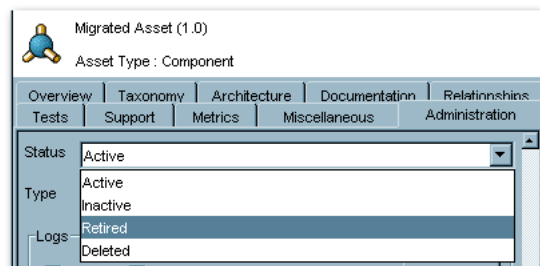 Migrated Asset (1.0)
Asset Type : Component
Overview Taxonomy Architecture Documentation Relationships
Tests Support Metrics Miscellaneous Administration
Status Active
Active
Type
Inactive
Retired
Logs
Deleted